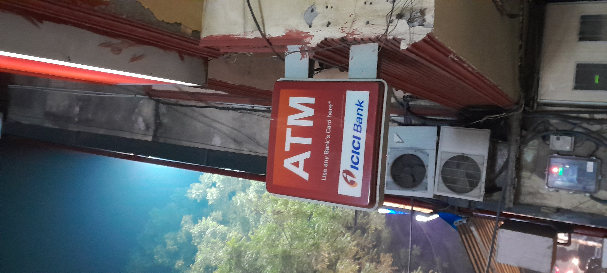 ATM
Use any Bank's Card here*
ICICI Bank